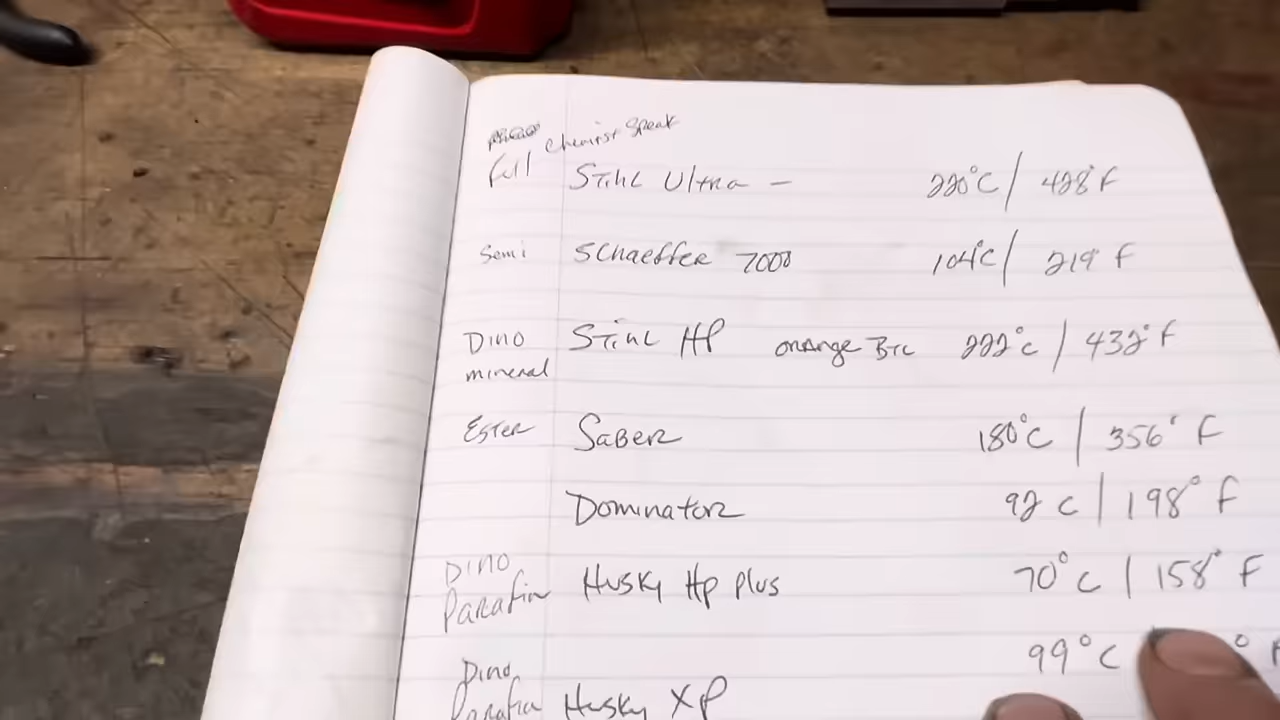 Chemist Speak
full Stihl Ultra — 220°C / 428°F
Semi Schaeffer 7000 104°C / 219°F
Dino mineral Stihl HP orange BTL 222°C / 432°F
Ester Saber 180°C / 356°F
Dominator 92 C / 198°F
Dino Parafin Husky Hp Plus 70°C / 158°F
Dino Parafin Husky XP 99°C ° F